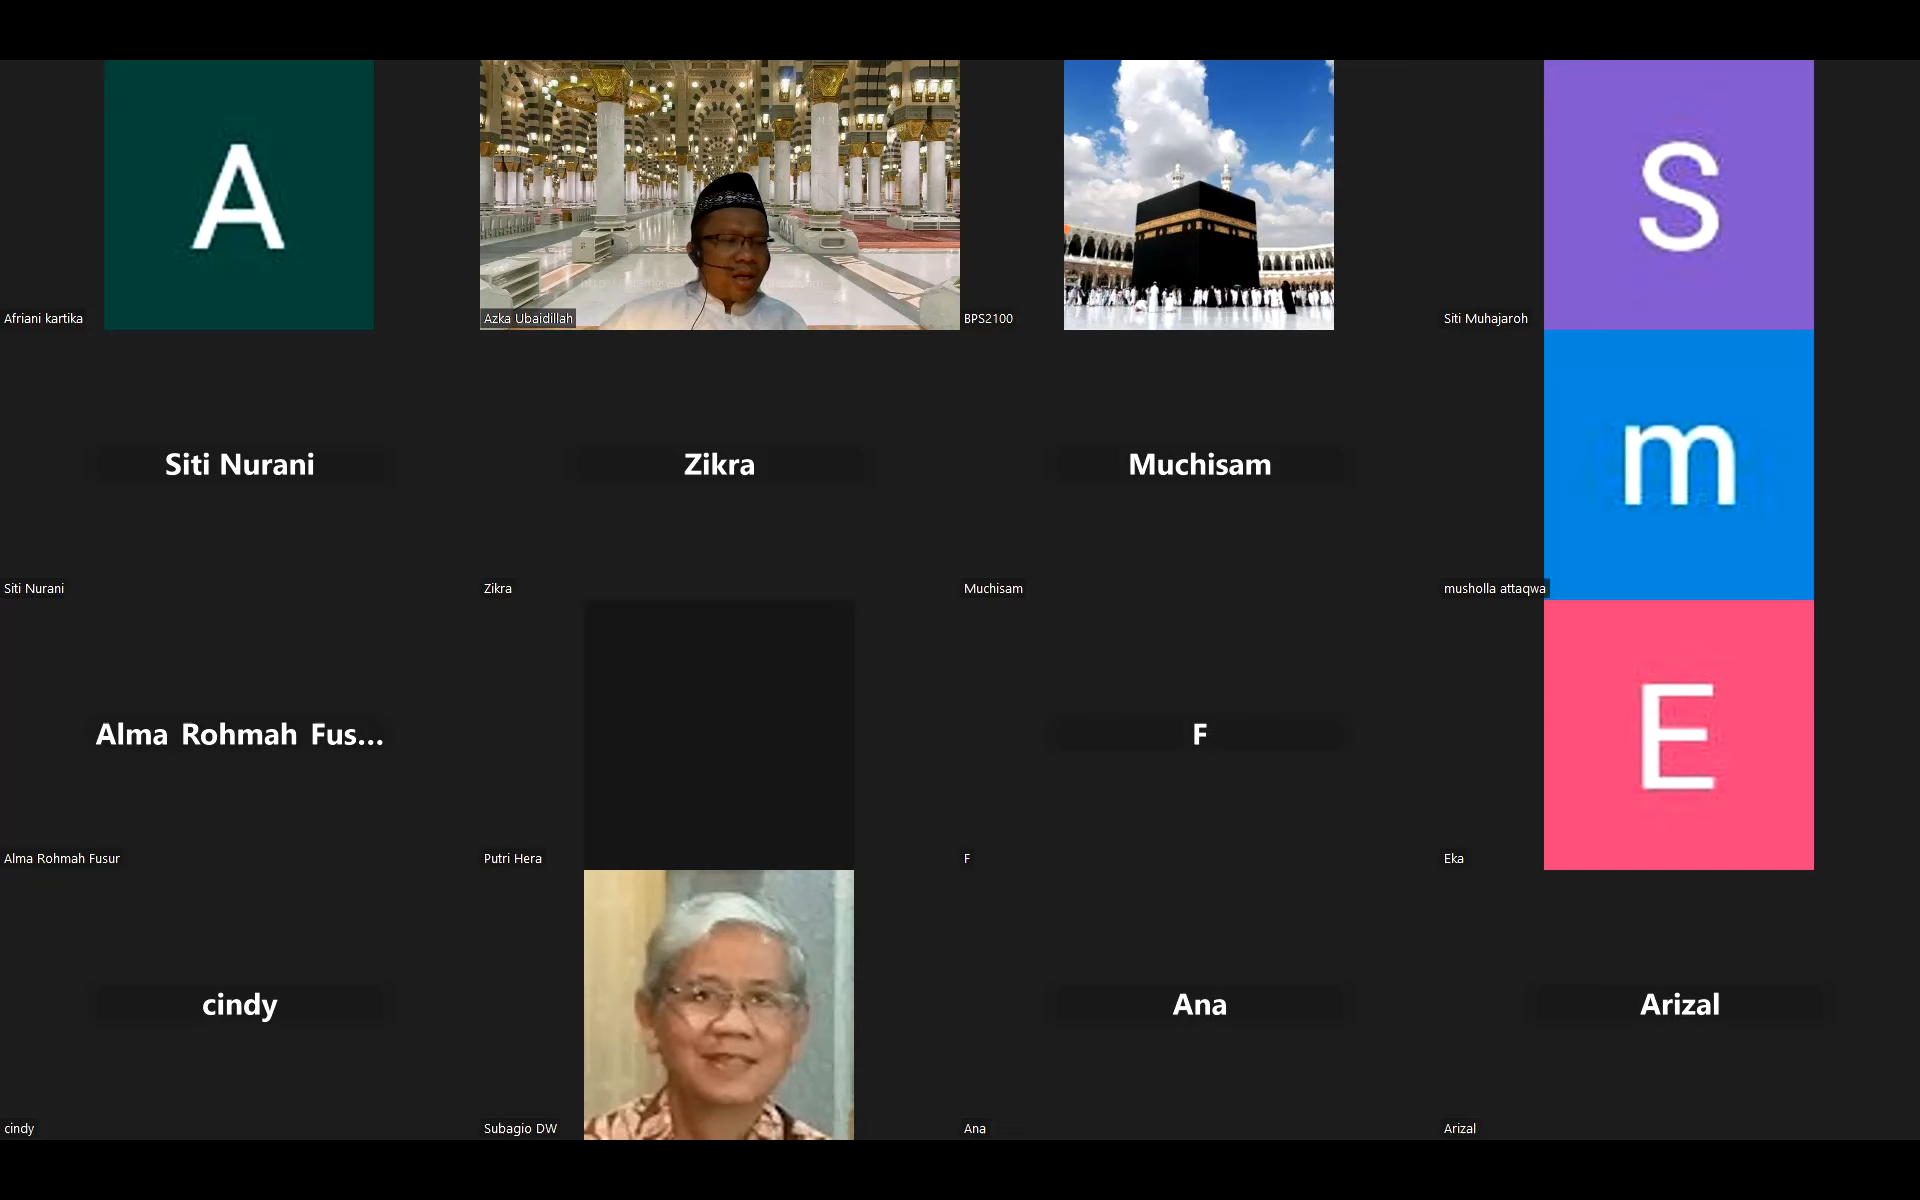 A
Afriani kartika
Azka Ubaidillah
BPS2100
S
Siti Muhajaroh
Siti Nurani
Siti Nurani
Zikra
Zikra
Muchisam
Muchisam
m
musholla attaqwa
Alma Rohmah Fus...
Alma Rohmah Fusur
Putri Hera
F
F
E
Eka
cindy
cindy
Subagio DW
Ana
Ana
Arizal
Arizal